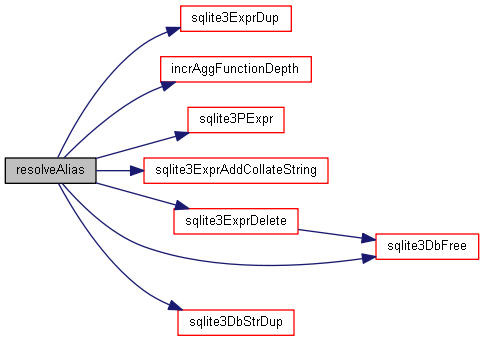 sqlite3ExprDup
incrAggFunctionDepth
sqlite3PExpr
resolveAlias
sqlite3ExprAddCollateString
sqlite3ExprDelete
sqlite3DbFree
sqlite3DbStrDup